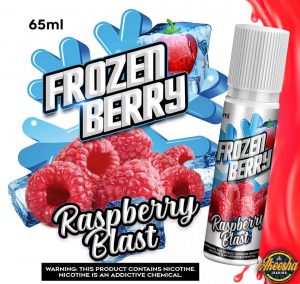 65ml
FROZEN
BERRY
Raspberry
Blast
WARNING: THIS PRODUCT CONTAINS NICOTINE.
NICOTINE IS AN ADDICTIVE CHEMICAL.
FROZEN
BERRY
Raspberry
Blast
Aheesha